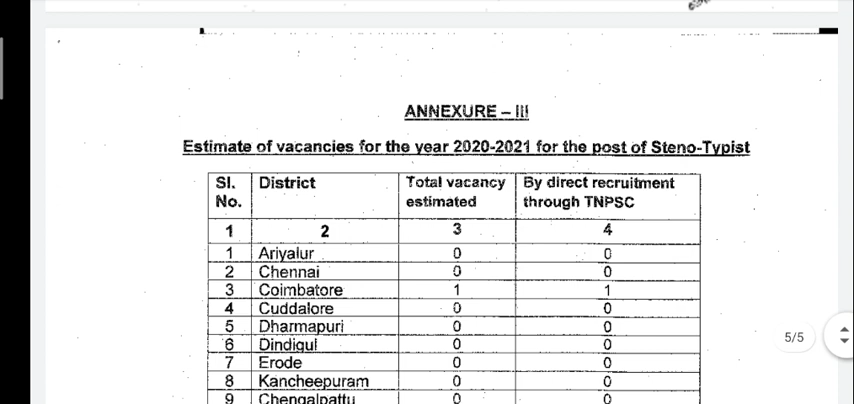 ANNEXURE – III
Estimate of vacancies for the year 2020-2021 for the post of Steno-Typist
Sl. No. District Total vacancy estimated By direct recruitment through TNPSC
1 2 3 4
1 Ariyalur 0 0
2 Chennai 0 0
3 Coimbatore 1 1
4 Cuddalore 0 0
5 Dharmapuri 0 0
6 Dindigul 0 0
7 Erode 0 0
8 Kancheepuram 0 0
9 Chengalpattu 0 0
5/5